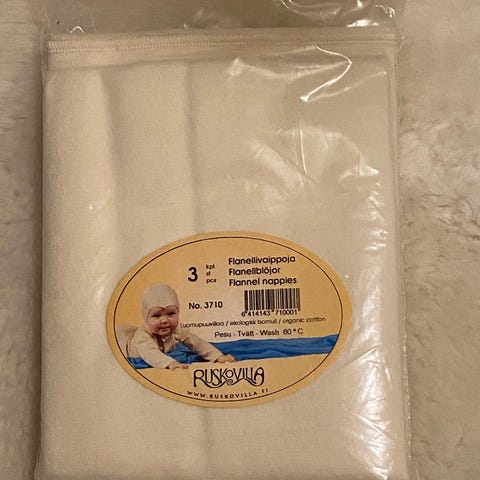 3 kpl Flanellivaippoja
st Flanellblöjor
pcs Flannel nappies
No. 3710
6 414143 710001
Luomupuuvillaa / ekologisk bomull / organic cotton
Pesu - Tvätt - Wash 60°C
RUSKOVILLA
WWW.RUSKOVILLA.FI